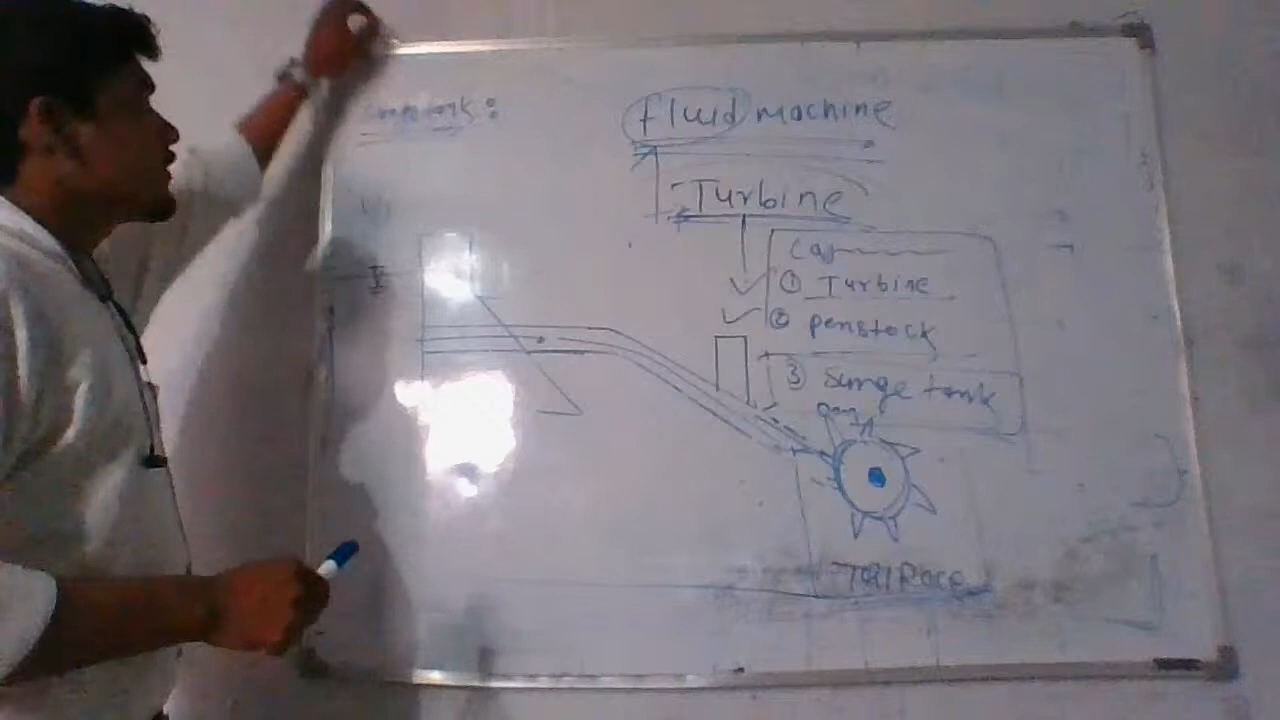 fluid machine
Turbine
① Turbine
② penstock
③ Surge tank
Tail Race